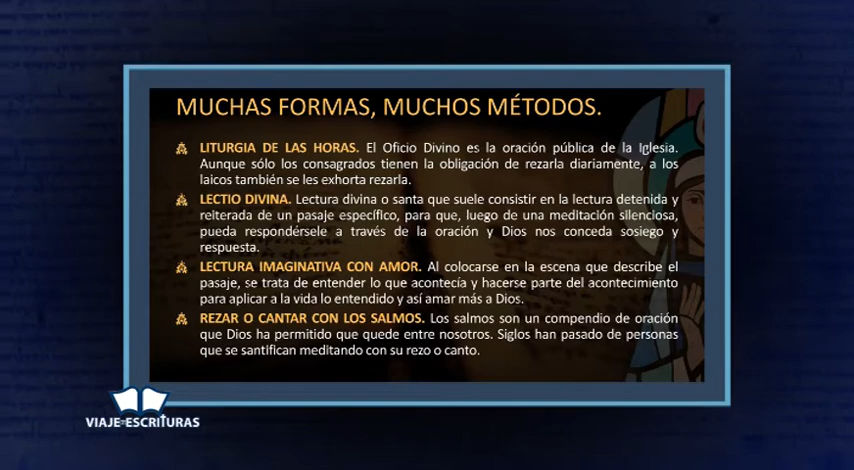 MUCHAS FORMAS, MUCHOS MÉTODOS.
LITURGIA DE LAS HORAS. El Oficio Divino es la oración pública de la Iglesia.
Aunque sólo los consagrados tienen la obligación de rezarla diariamente, a los
laicos también se les exhorta rezarla.
LECTIO DIVINA. Lectura divina o santa que suele consistir en la lectura detenida y
reiterada de un pasaje específico, para que, luego de una meditación silenciosa,
pueda respondérsele a través de la oración y Dios nos conceda sosiego y
respuesta.
LECTURA IMAGINATIVA CON AMOR. Al colocarse en la escena que describe el
pasaje, se trata de entender lo que acontecía y hacerse parte del acontecimiento
para aplicar a la vida lo entendido y así amar más a Dios.
REZAR O CANTAR CON LOS SALMOS. Los salmos son un compendio de oración
que Dios ha permitido que quede entre nosotros. Siglos han pasado de personas
que se santifican meditando con su rezo o canto.
VIAJE ESCRITURAS